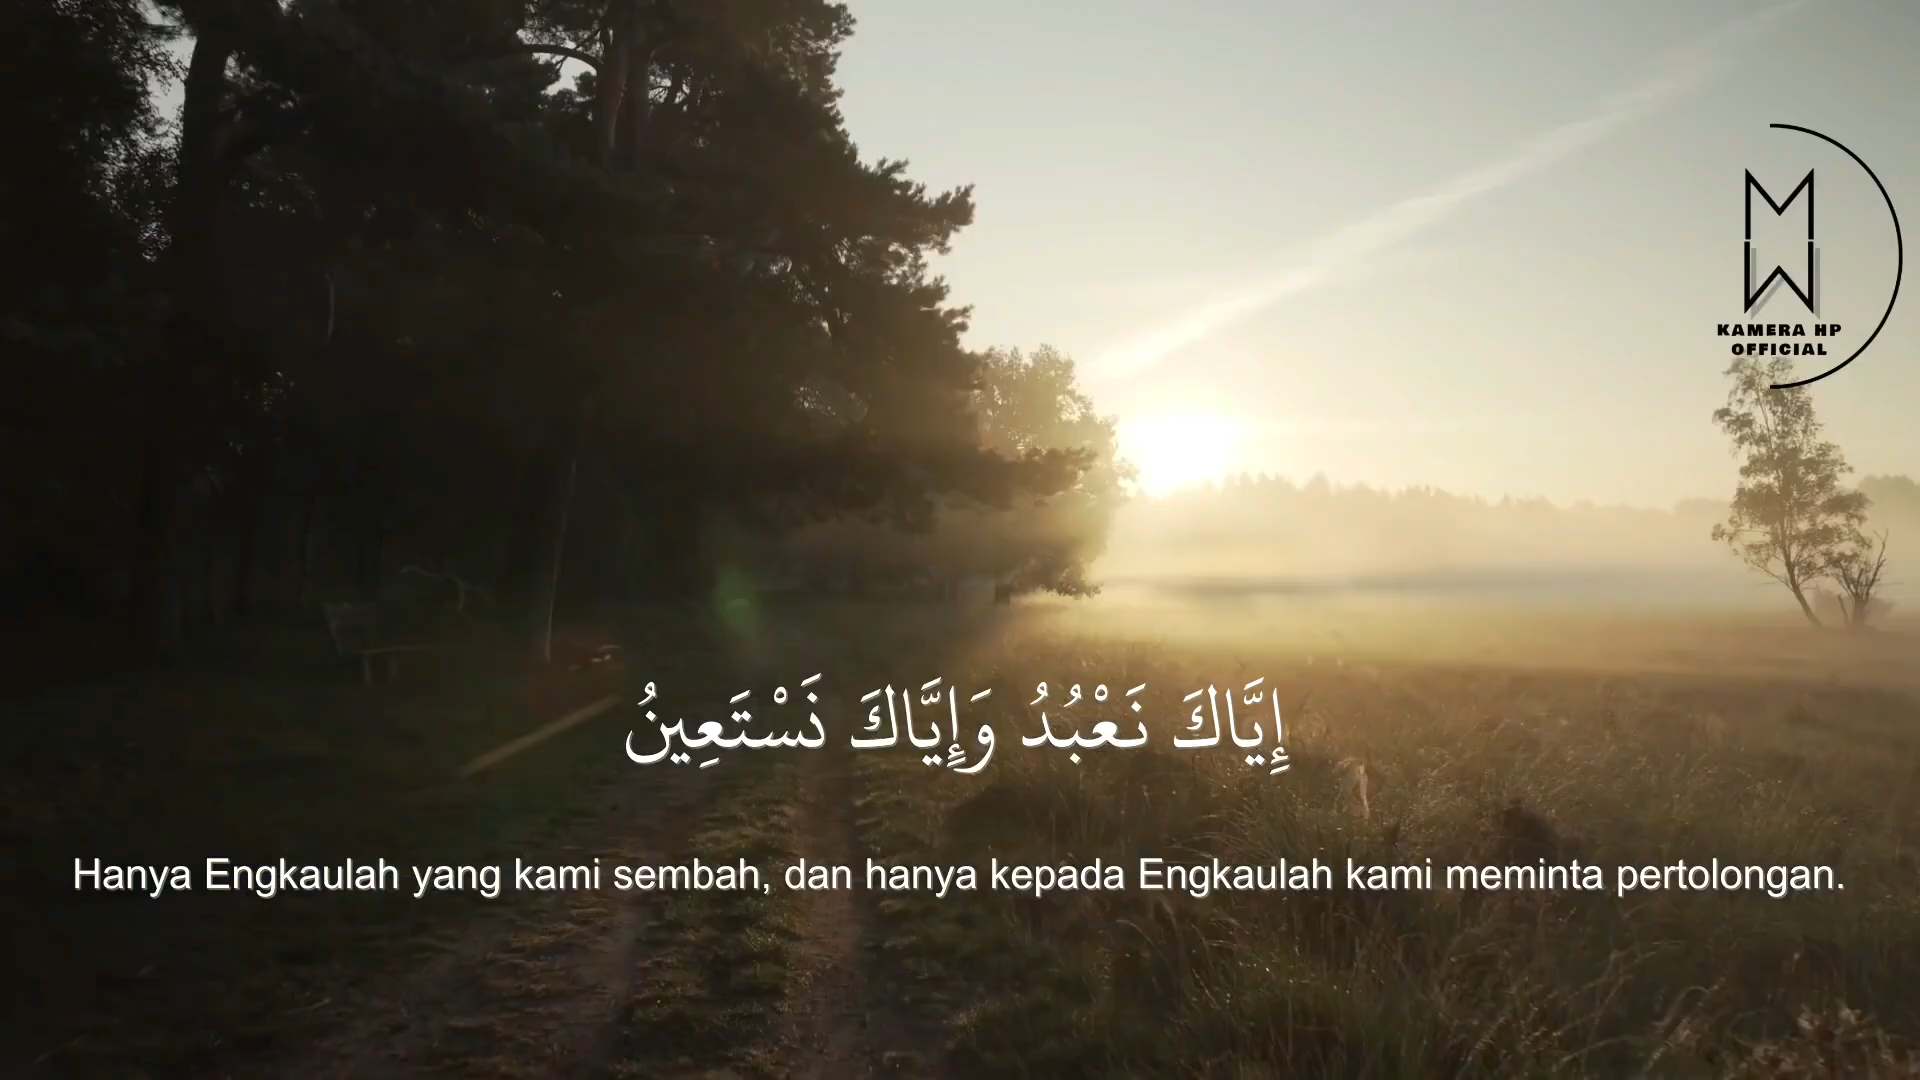 MW
KAMERA HP
OFFICIAL
إِيَّاكَ نَعْبُدُ وَإِيَّاكَ نَسْتَعِينُ
Hanya Engkaulah yang kami sembah, dan hanya kepada Engkaulah kami meminta pertolongan.